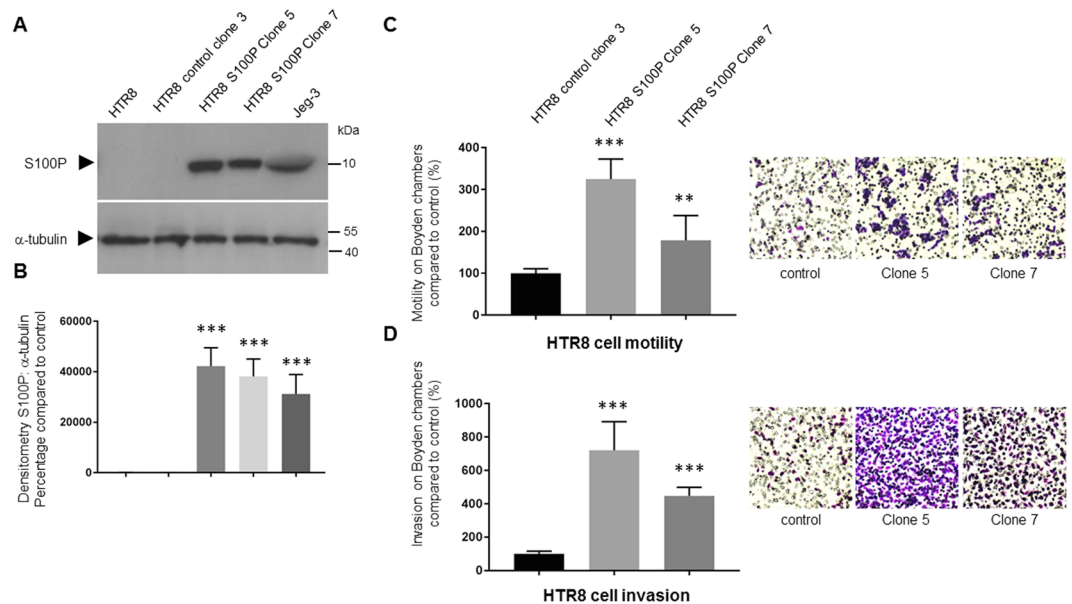 A
HTR8
HTR8 control clone 3
HTR8 S100P Clone 5
HTR8 S100P Clone 7
Jeg-3
kDa
S100P
10
α-tubulin
55
40
B
Densitometry S100P: α-tubulin
Percentage compared to control
60000
40000
20000
0
***
***
***
C
HTR8 control clone 3
HTR8 S100P Clone 5
HTR8 S100P Clone 7
Motility on Boyden chambers
compared to control (%)
400
300
200
100
0
***
**
HTR8 cell motility
control
Clone 5
Clone 7
D
Invasion on Boyden chambers
compared to control (%)
1000
800
600
400
200
0
***
***
HTR8 cell invasion
control
Clone 5
Clone 7